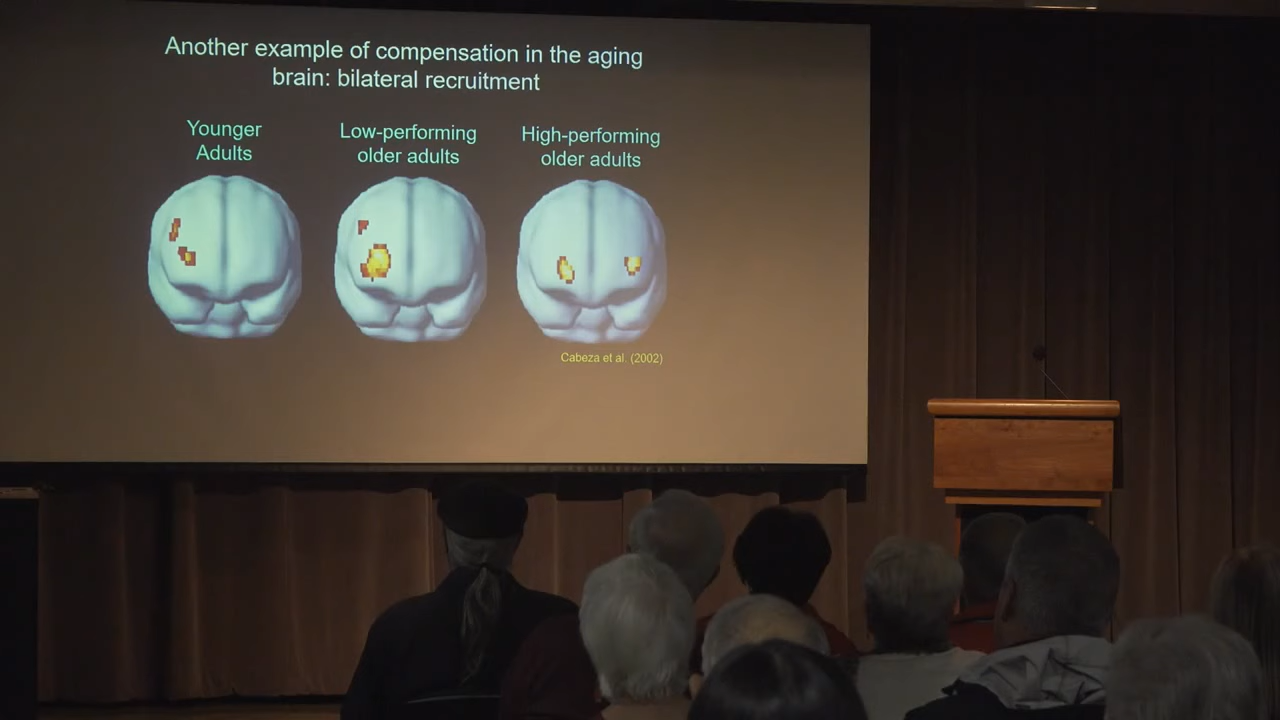 Another example of compensation in the aging
brain: bilateral recruitment
Younger
Adults
Low-performing
older adults
High-performing
older adults
Cabeza et al. (2002)